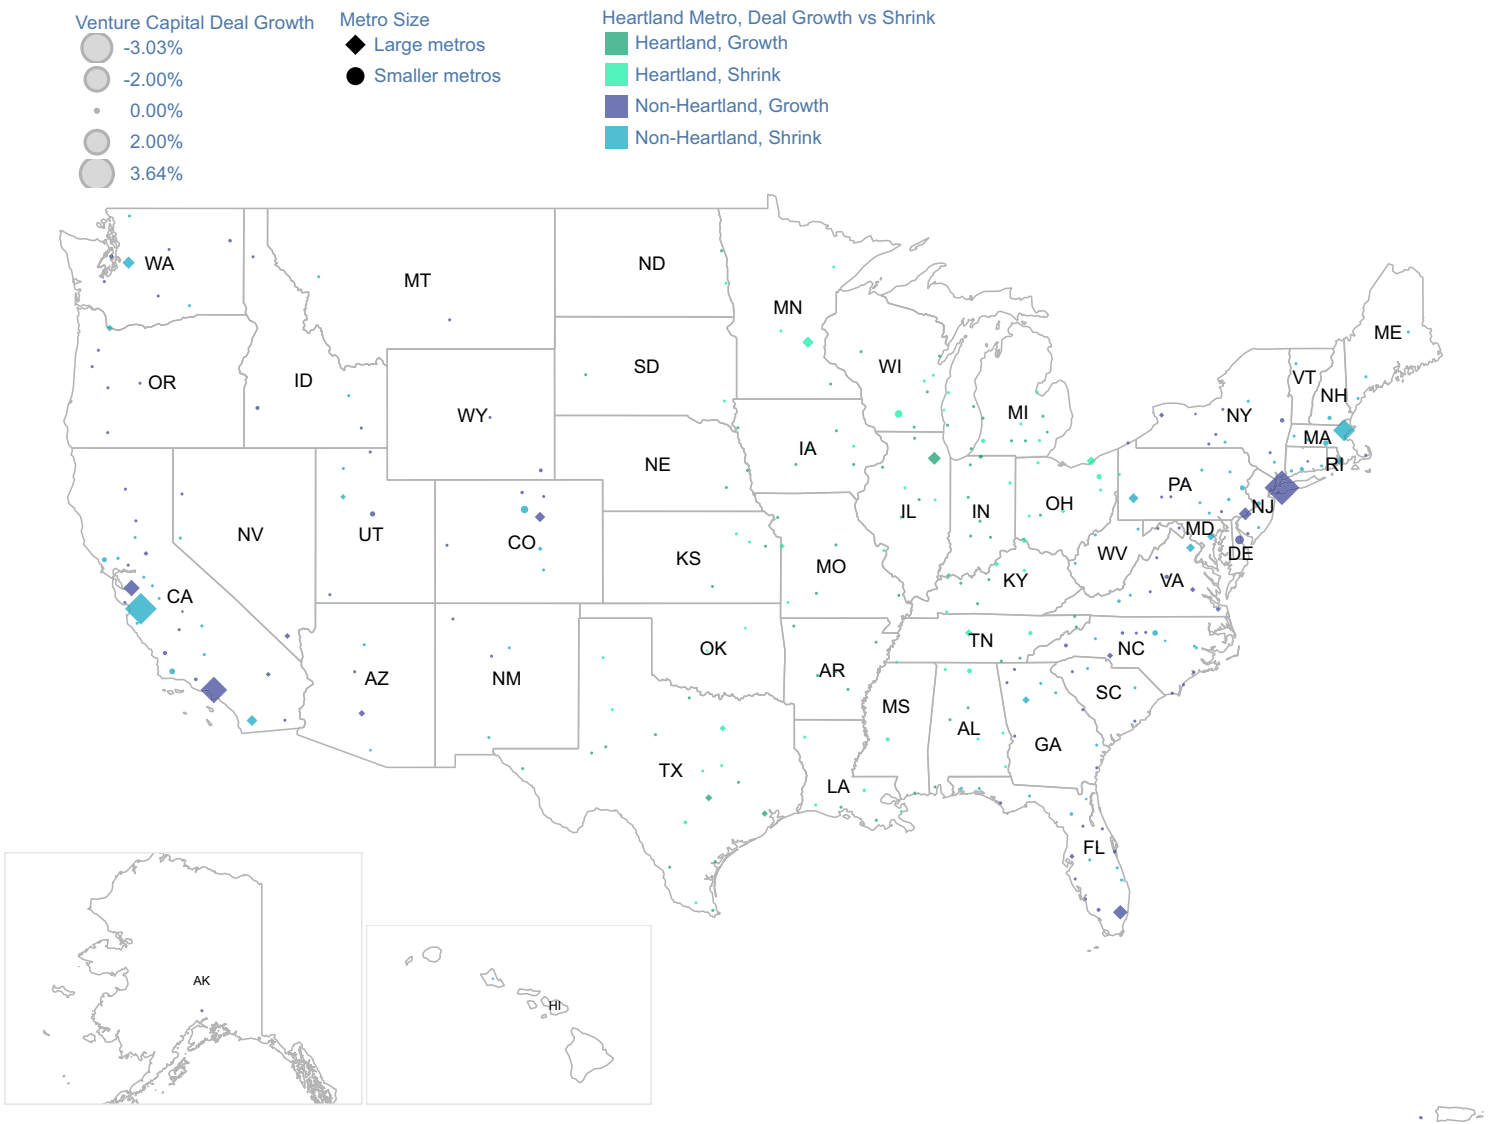 Venture Capital Deal Growth
-3.03%
-2.00%
0.00%
2.00%
3.64%
Metro Size
Large metros
Smaller metros
Heartland Metro, Deal Growth vs Shrink
Heartland, Growth
Heartland, Shrink
Non-Heartland, Growth
Non-Heartland, Shrink
WA
MT
ND
MN
ME
OR
ID
SD
WI
VT
NH
WY
MI
NY
MA
NE
IA
RI
PA
NV
UT
CO
IL
IN
OH
NJ
MD
DE
CA
KS
MO
KY
WV
VA
AZ
NM
OK
AR
TN
NC
SC
MS
AL
GA
TX
LA
FL
AK
HI